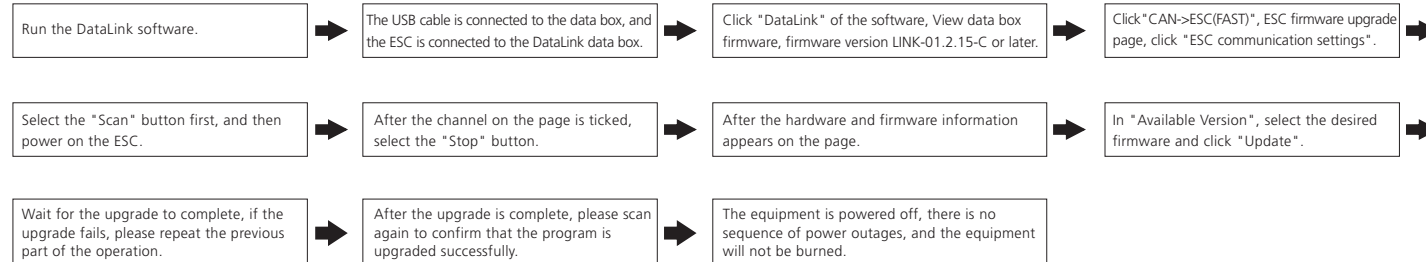 Run the DataLink software.
The USB cable is connected to the data box, and
the ESC is connected to the DataLink data box.
Click "DataLink" of the software, View data box
firmware, firmware version LINK-01.2.15-C or later.
Click"CAN->ESC(FAST)", ESC firmware upgrade
page, click "ESC communication settings".
Select the "Scan" button first, and then
power on the ESC.
After the channel on the page is ticked,
select the "Stop" button.
After the hardware and firmware information
appears on the page.
In "Available Version", select the desired
firmware and click "Update".
Wait for the upgrade to complete, if the
upgrade fails, please repeat the previous
part of the operation.
After the upgrade is complete, please scan
again to confirm that the program is
upgraded successfully.
The equipment is powered off, there is no
sequence of power outages, and the equipment
will not be burned.